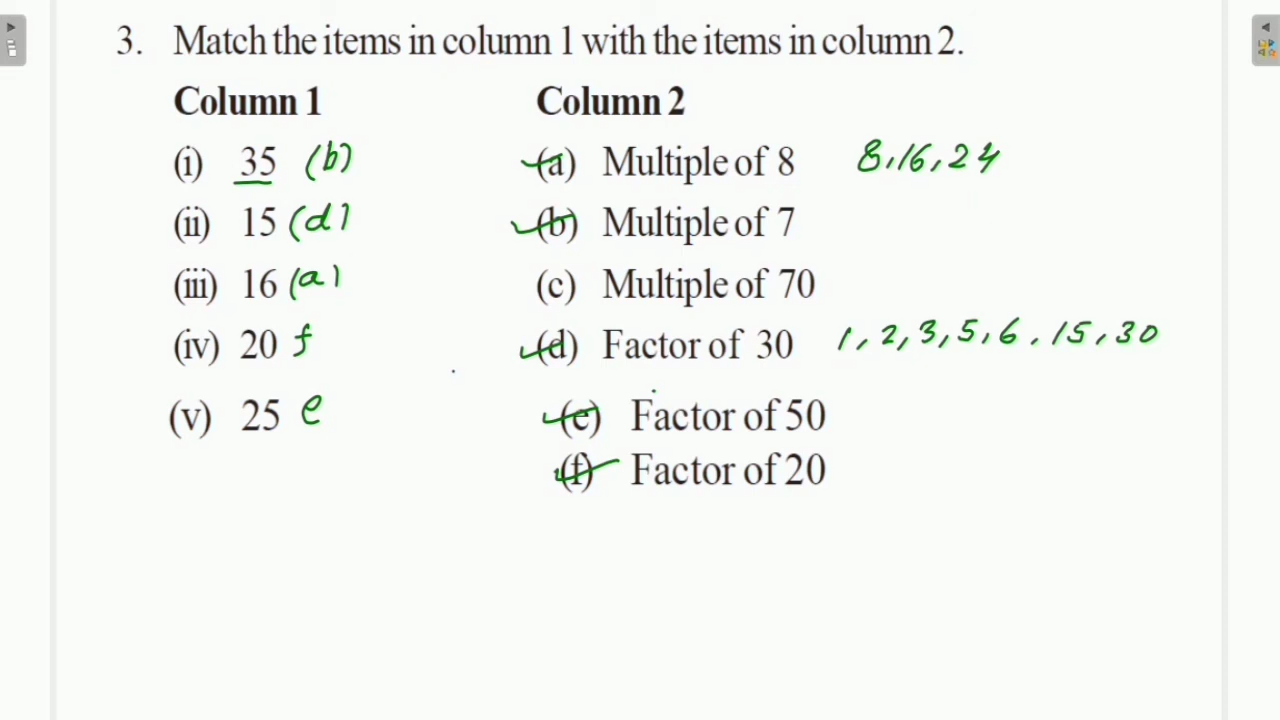 3. Match the items in column 1 with the items in column 2.
Column 1 Column 2
(i) 35 (b) (a) Multiple of 8 8, 16, 24
(ii) 15 (d) (b) Multiple of 7
(iii) 16 (a) (c) Multiple of 70
(iv) 20 f (d) Factor of 30 1, 2, 3, 5, 6, 15, 30
(v) 25 e (e) Factor of 50
(f) Factor of 20